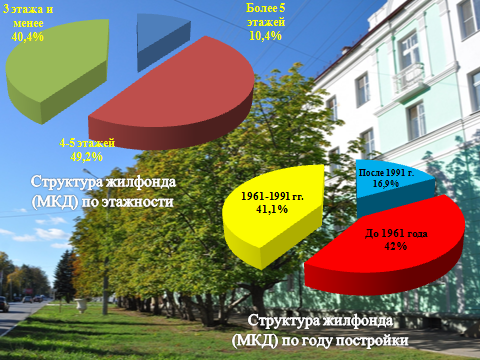 3 этажа и
менее
40,4%
Более 5
этажей
10,4%
4-5 этажей
49,2%
Структура жилфонда
(МКД) по этажности
После 1991 г.
16,9%
1961-1991 гг.
41,1%
До 1961 года
42%
Структура жилфонда
(МКД) по году постройки